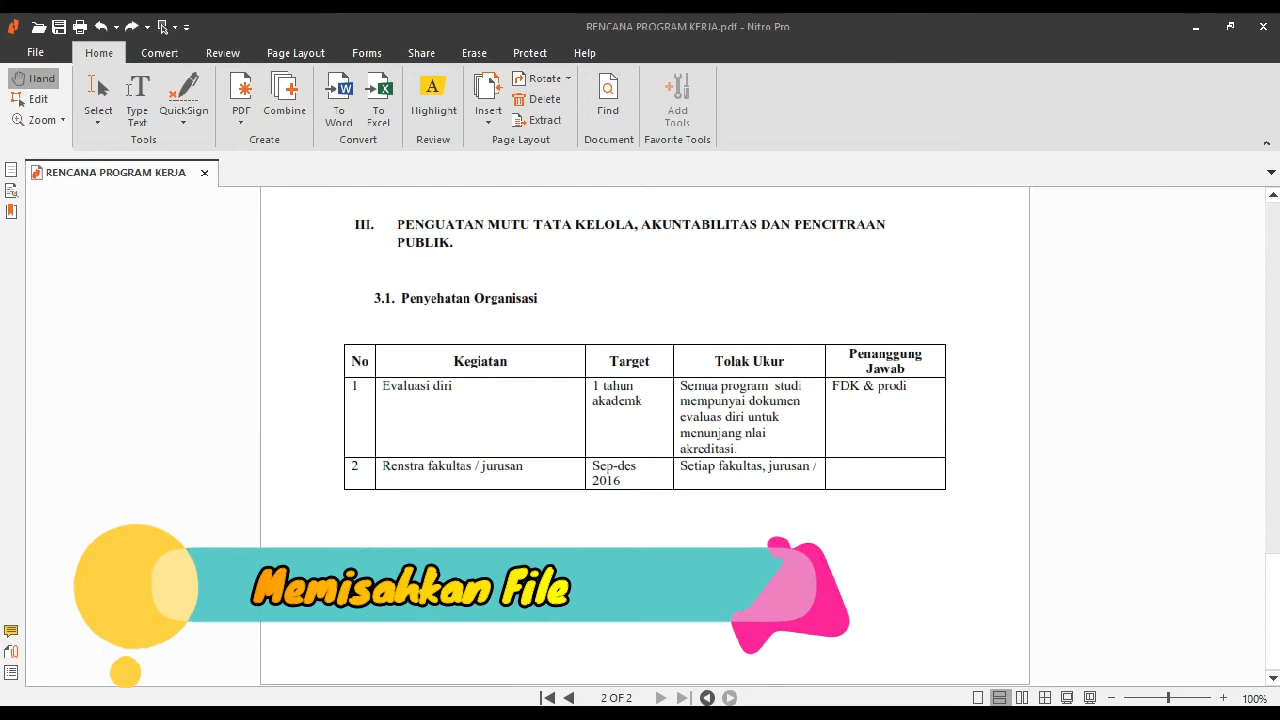 RENCANA PROGRAM KERJA.pdf - Nitro Pro
File Home Convert Review Page Layout Forms Share Erase Protect Help
Hand
Edit
Zoom
Select
Type Text
QuickSign
Tools
PDF
Combine
Create
To Word
To Excel
Convert
Highlight
Review
Insert
Rotate
Delete
Extract
Page Layout
Find
Document
Add Tools
Favorite Tools
RENCANA PROGRAM KERJA
III. PENGUATAN MUTU TATA KELOLA, AKUNTABILITAS DAN PENCITRAAN
PUBLIK.
3.1. Penyehatan Organisasi
No Kegiatan Target Tolak Ukur Penanggung Jawab
1 Evaluasi diri 1 tahun Semua program studi FDK & prodi
akademk mempunyai dokumen
evaluas diri untuk
menunjang nlai
akreditasi.
2 Renstra fakultas / jurusan Sep-des Setiap fakultas, jurusan /
2016
Memisahkan File
2 OF 2
100%